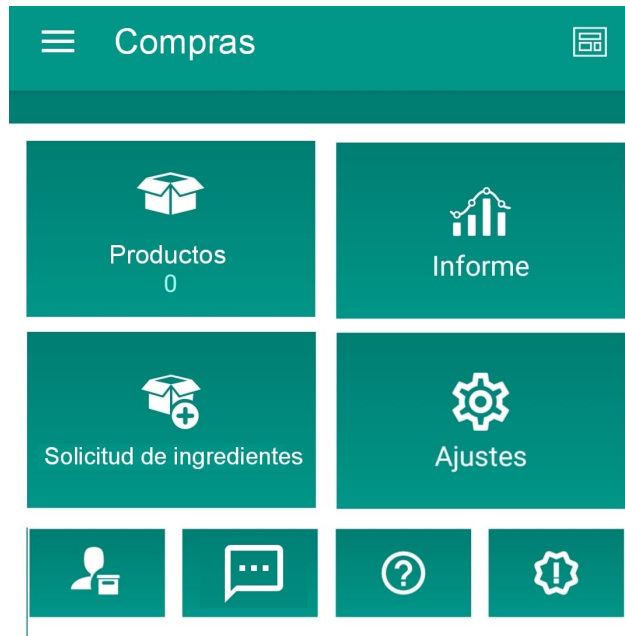 Compras
Productos
0
Informe
Solicitud de ingredientes
Ajustes